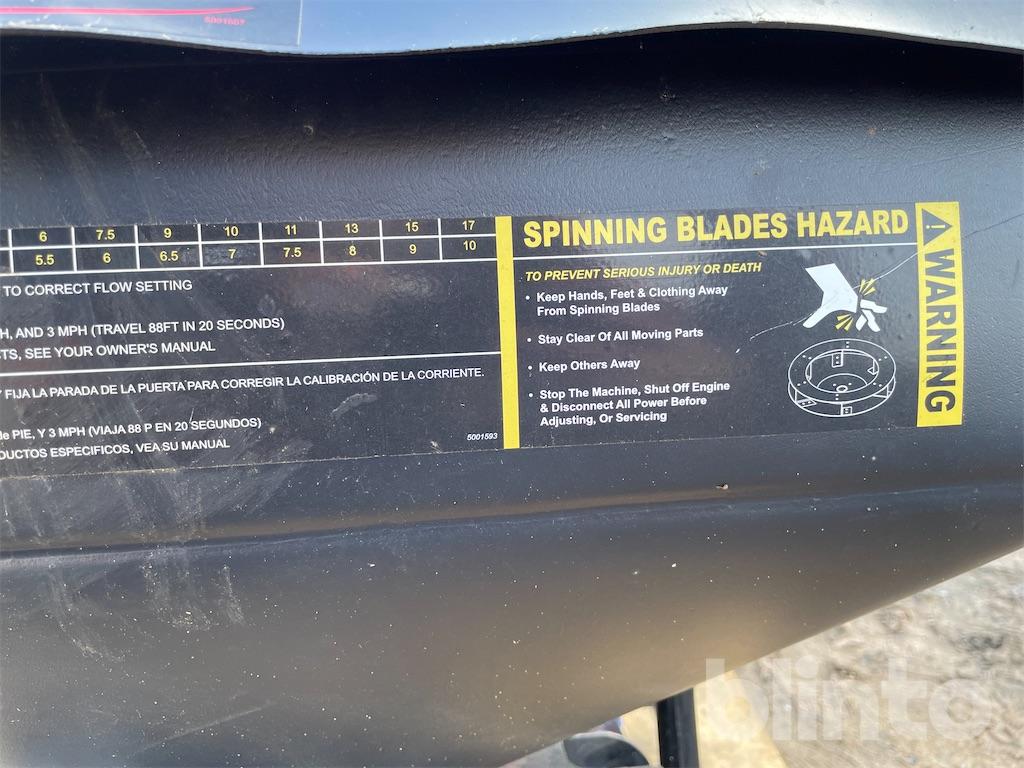 5001607
6 7.5 9 10 11 13 15 17
5.5 6 6.5 7 7.5 8 9 10
TO CORRECT FLOW SETTING
AND 3 MPH (TRAVEL 88FT IN 20 SECONDS)
SEE YOUR OWNER'S MANUAL
Y FIJA LA PARADA DE LA PUERTA PARA CORREGIR LA CALIBRACIÓN DE LA CORRIENTE.
de PIE, Y 3 MPH (VIAJA 88 P EN 20 SEGUNDOS)
ESPECIFICOS, VEA SU MANUAL
5001593
SPINNING BLADES HAZARD
TO PREVENT SERIOUS INJURY OR DEATH
• Keep Hands, Feet & Clothing Away
From Spinning Blades
• Stay Clear Of All Moving Parts
• Keep Others Away
• Stop The Machine, Shut Off Engine
& Disconnect All Power Before
Adjusting, Or Servicing
WARNING
blinto